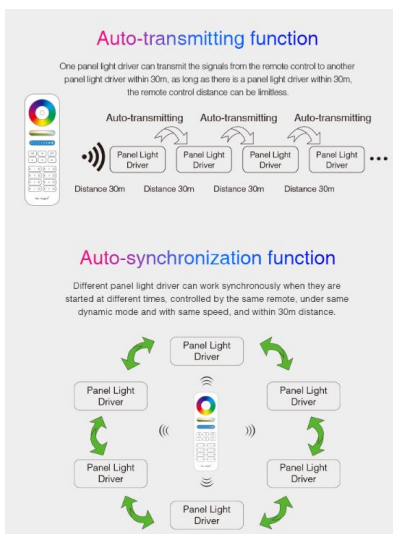 Auto-transmitting function
One panel light driver can transmit the signals from the remote control to another
panel light driver within 30m, as long as there is a panel light driver within 30m,
the remote control distance can be limitless.
Auto-transmitting Auto-transmitting Auto-transmitting
Panel Light Driver
Panel Light Driver
Panel Light Driver
Panel Light Driver
Distance 30m Distance 30m Distance 30m Distance 30m
Auto-synchronization function
Different panel light driver can work synchronously when they are
started at different times, controlled by the same remote, under same
dynamic mode and with same speed, and within 30m distance.
Panel Light
Driver
Panel Light
Driver
Panel Light
Driver
Panel Light
Driver
Panel Light
Driver
Panel Light
Driver